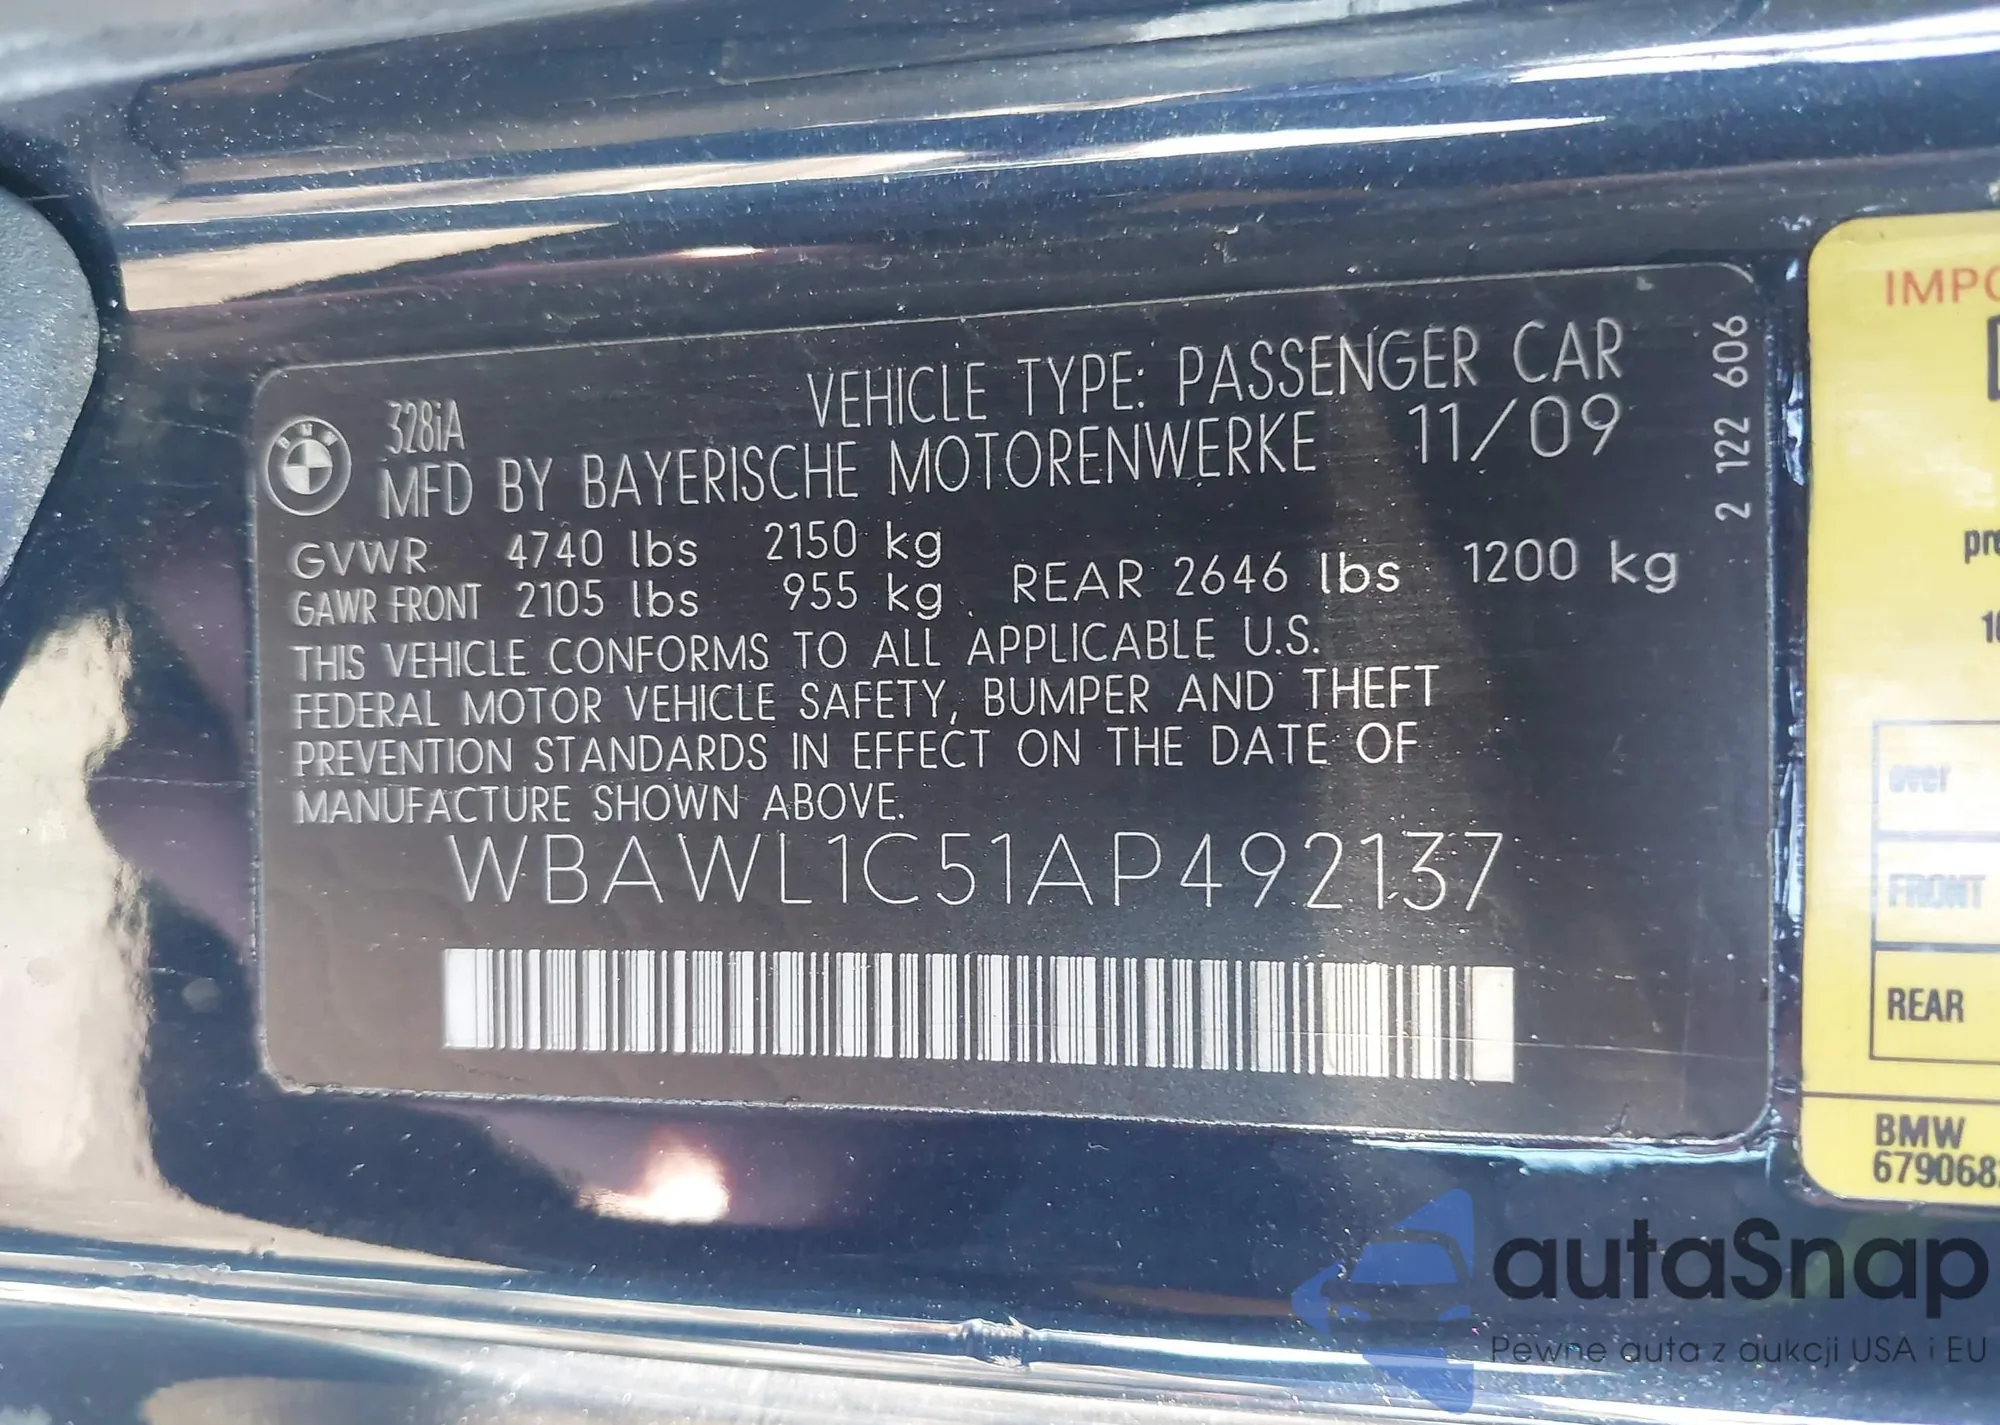 VEHICLE TYPE: PASSENGER CAR
328iA
BMW
MFD BY BAYERISCHE MOTORENWERKE 11/09
GVWR 4740 lbs 2150 kg
GAWR FRONT 2105 lbs 955 kg REAR 2646 lbs 1200 kg
THIS VEHICLE CONFORMS TO ALL APPLICABLE U.S.
FEDERAL MOTOR VEHICLE SAFETY, BUMPER AND THEFT
PREVENTION STANDARDS IN EFFECT ON THE DATE OF
MANUFACTURE SHOWN ABOVE.
WBAWL1C51AP492137
2 122 606
over
FRONT
REAR
BMW
autaSnap
Pewne auta z aukcji USA i EU